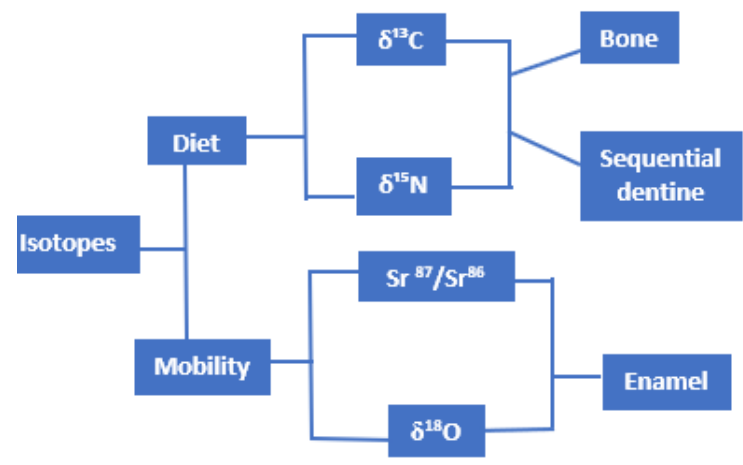 δ¹³C
Bone
Diet
Sequential
dentine
δ¹⁵N
Isotopes
Sr ⁸⁷/Sr⁸⁶
Mobility
Enamel
δ¹⁸O